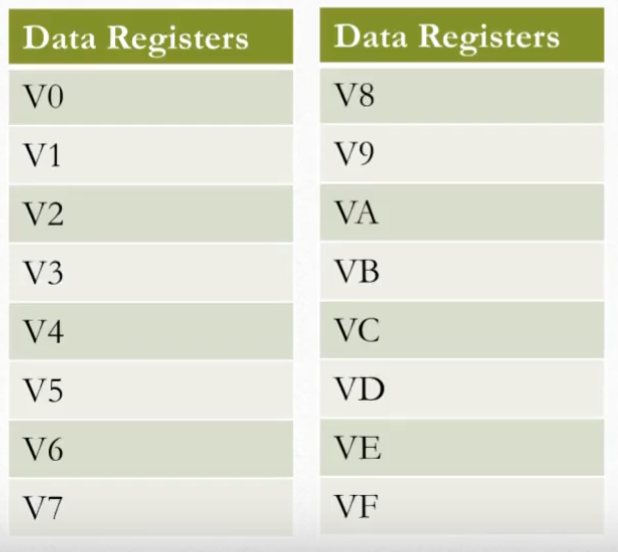 Data Registers
V0
V1
V2
V3
V4
V5
V6
V7
Data Registers
V8
V9
VA
VB
VC
VD
VE
VF